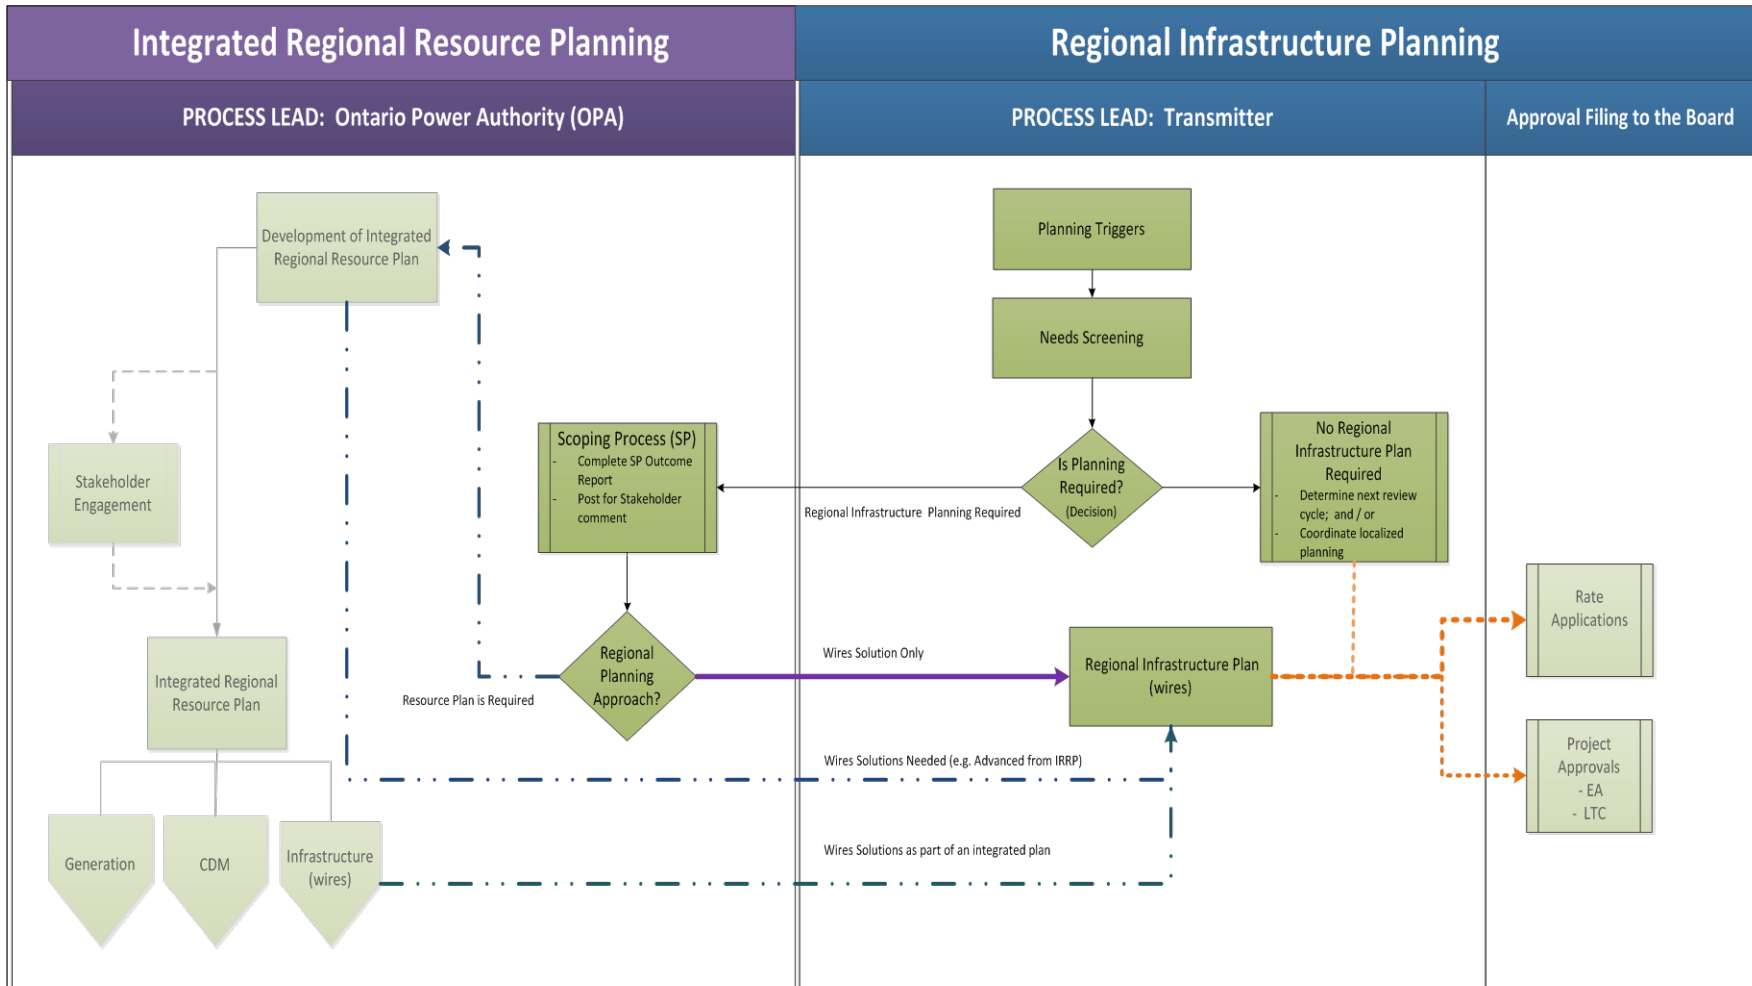 Integrated Regional Resource Planning
Regional Infrastructure Planning
PROCESS LEAD: Ontario Power Authority (OPA)
PROCESS LEAD: Transmitter
Approval Filing to the Board
Development of Integrated
Regional Resource Plan
Planning Triggers
Needs Screening
Is Planning
Required?
(Decision)
No Regional
Infrastructure Plan
Required
- Determine next review
cycle; and / or
- Coordinate localized
planning
Regional Infrastructure Planning Required
Scoping Process (SP)
- Complete SP Outcome
Report
- Post for Stakeholder
comment
Stakeholder
Engagement
Regional
Planning
Approach?
Resource Plan is Required
Wires Solution Only
Regional Infrastructure Plan
(wires)
Rate
Applications
Project
Approvals
- EA
- LTC
Integrated Regional
Resource Plan
Wires Solutions Needed (e.g. Advanced from IRRP)
Wires Solutions as part of an integrated plan
Generation
CDM
Infrastructure
(wires)